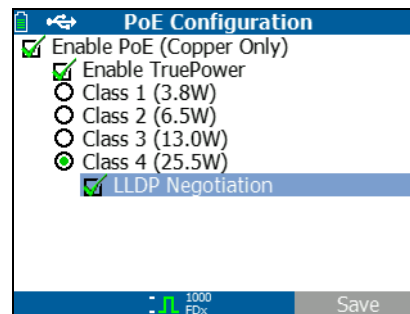 PoE Configuration
Enable PoE (Copper Only)
Enable TruePower
Class 1 (3.8W)
Class 2 (6.5W)
Class 3 (13.0W)
Class 4 (25.5W)
LLDP Negotiation
1000
FDx
Save